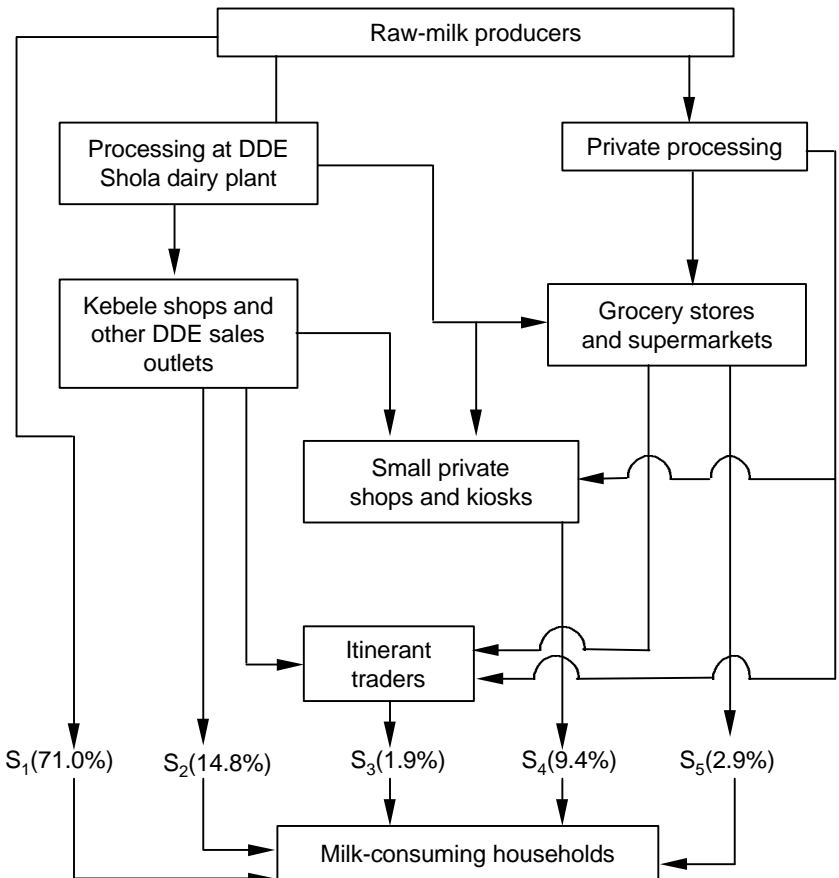 Raw-milk producers
Processing at DDE
Shola dairy plant
Private processing
Kebele shops and
other DDE sales
outlets
Grocery stores
and supermarkets
Small private
shops and kiosks
Itinerant
traders
S₁(71.0%)
S₂(14.8%)
S₃(1.9%)
S₄(9.4%)
S₅(2.9%)
Milk-consuming households